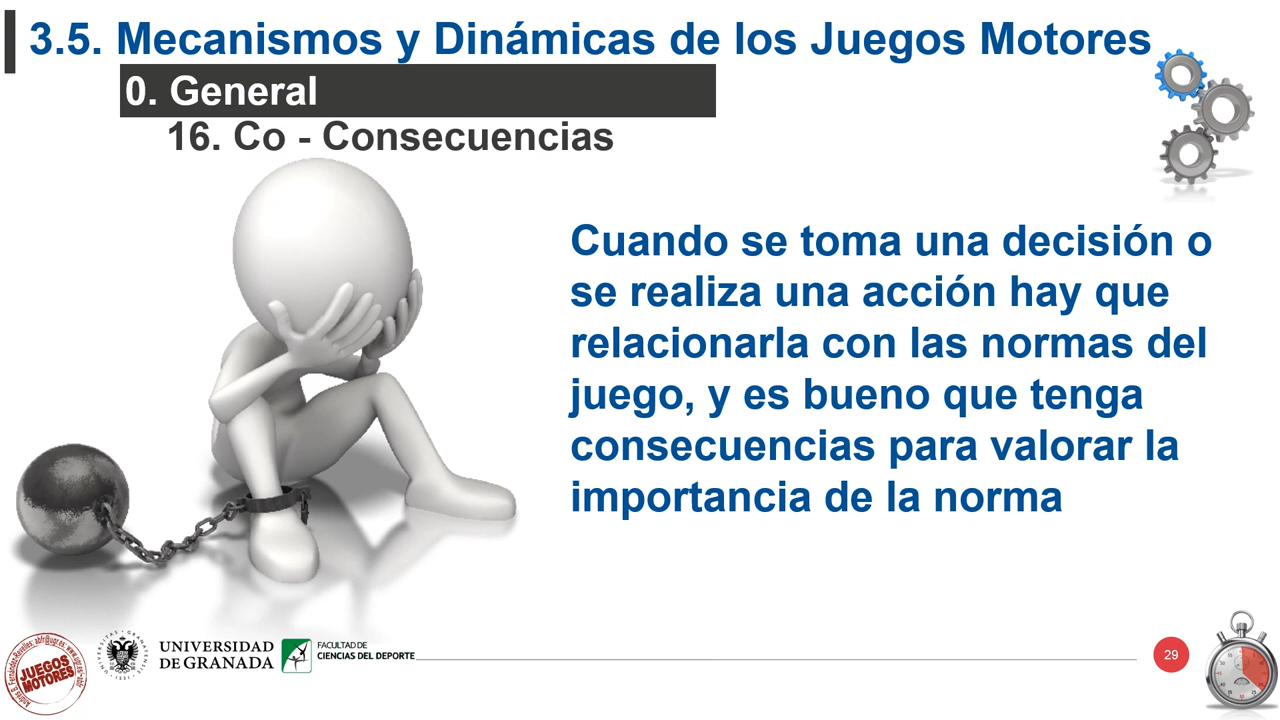 3.5. Mecanismos y Dinámicas de los Juegos Motores
0. General
16. Co - Consecuencias
Cuando se toma una decisión o
se realiza una acción hay que
relacionarla con las normas del
juego, y es bueno que tenga
consecuencias para valorar la
importancia de la norma
JUEGOS
MOTORES
UNIVERSIDAD
DE GRANADA
FACULTAD DE
CIENCIAS DEL DEPORTE
29